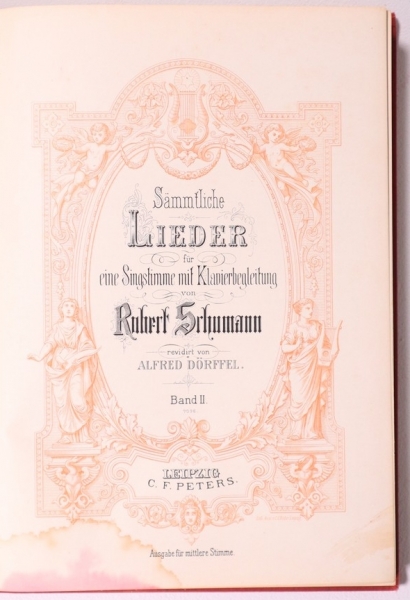 Sämmtliche
LIEDER
für
eine Singstimme mit Klavierbegleitung
von
Robert Schumann
revidirt von
ALFRED DÖRFFEL.
Band II.
LEIPZIG
C. F. PETERS.
Ausgabe für mittlere Stimme.